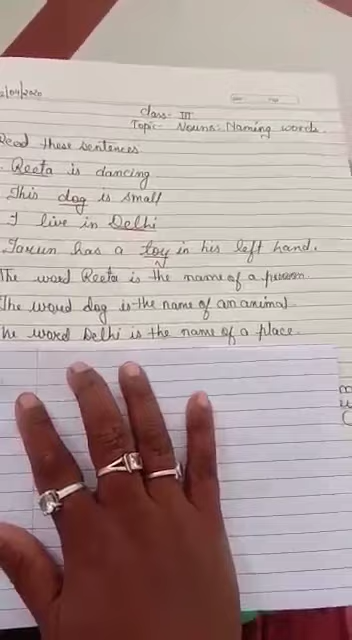 /04/2020
Class- III
Topic- Nouns: Naming words.
Read these sentences
Reeta is dancing
This dog is small
I live in Delhi
Tarun has a toy in his left hand.
The word Reeta is the name of a person.
The word dog is the name of an animal
The word Delhi is the name of a place.